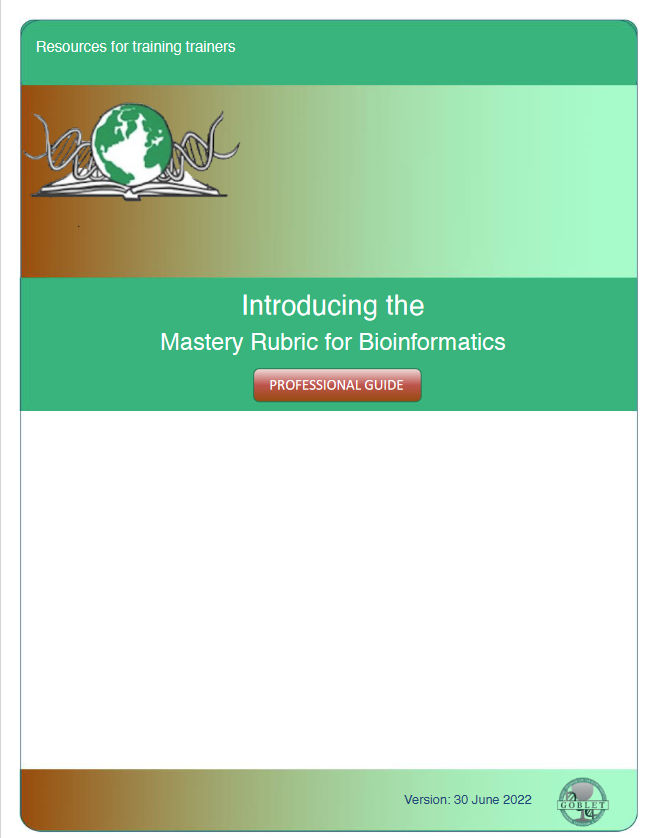 Resources for training trainers
Introducing the
Mastery Rubric for Bioinformatics
PROFESSIONAL GUIDE
Version: 30 June 2022
GOBLET